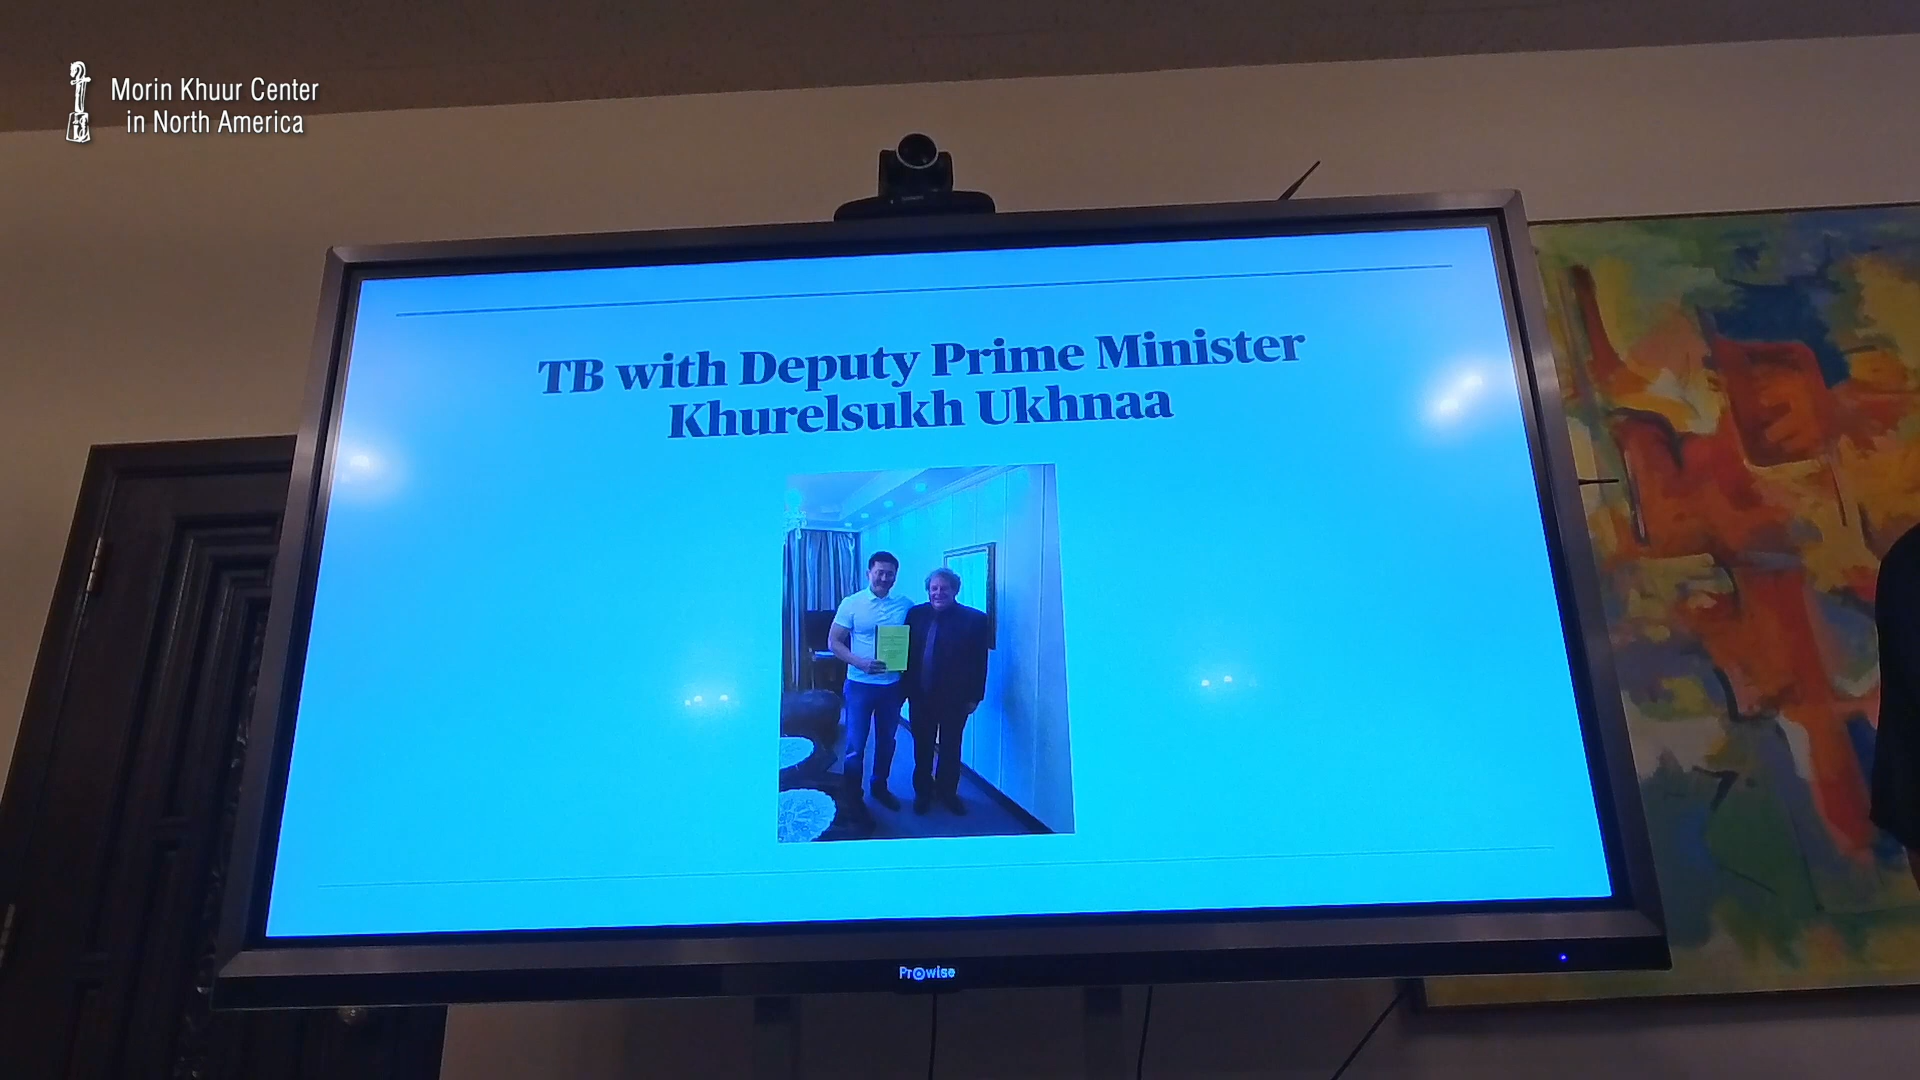 Morin Khuur Center
in North America
TB with Deputy Prime Minister
Khurelsukh Ukhnaa
Prowise